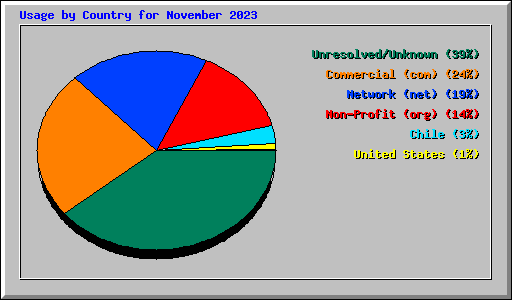 Usage by Country for November 2023
Unresolved/Unknown (39%)
Commercial (com) (24%)
Network (net) (19%)
Non-Profit (org) (14%)
Chile (3%)
United States (1%)